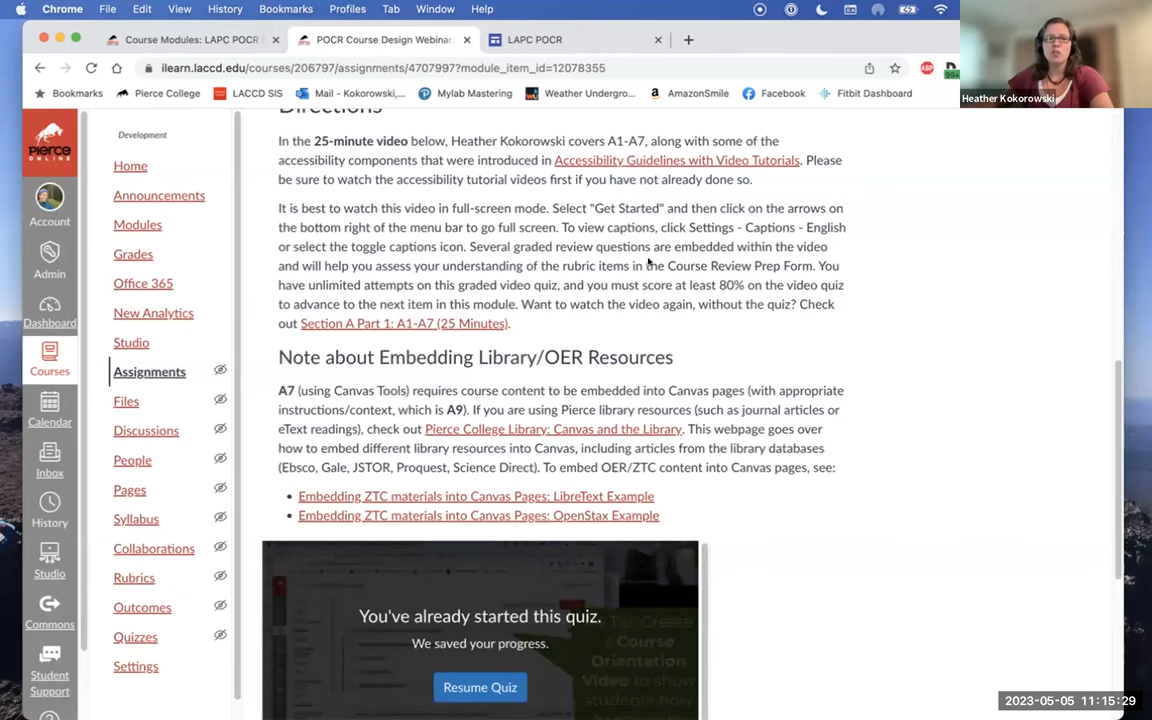 Chrome File Edit View History Bookmarks Profiles Tab Window Help
Course Modules: LAPC POCR
POCR Course Design Webinar
LAPC POCR
ilearn.laccd.edu/courses/206797/assignments/4707997?module_item_id=12078355
ABP
Bookmarks Pierce College LACCD SIS Mail - Kokorowski,... Mylab Mastering Weather Undergro... AmazonSmile Facebook Fitbit Dashboard
Heather Kokorowski
PIERCE
ONLINE
Account
Admin
Dashboard
Courses
Calendar
Inbox
History
Studio
Commons
Student
Support
Development
Home
Announcements
Modules
Grades
Office 365
New Analytics
Studio
Assignments
Files
Discussions
People
Pages
Syllabus
Collaborations
Rubrics
Outcomes
Quizzes
Settings
Directions
In the 25-minute video below, Heather Kokorowski covers A1-A7, along with some of the
accessibility components that were introduced in Accessibility Guidelines with Video Tutorials. Please
be sure to watch the accessibility tutorial videos first if you have not already done so.
It is best to watch this video in full-screen mode. Select "Get Started" and then click on the arrows on
the bottom right of the menu bar to go full screen. To view captions, click Settings - Captions - English
or select the toggle captions icon. Several graded review questions are embedded within the video
and will help you assess your understanding of the rubric items in the Course Review Prep Form. You
have unlimited attempts on this graded video quiz, and you must score at least 80% on the video quiz
to advance to the next item in this module. Want to watch the video again, without the quiz? Check
out Section A Part 1: A1-A7 (25 Minutes).
Note about Embedding Library/OER Resources
A7 (using Canvas Tools) requires course content to be embedded into Canvas pages (with appropriate
instructions/context, which is A9). If you are using Pierce library resources (such as journal articles or
eText readings), check out Pierce College Library: Canvas and the Library. This webpage goes over
how to embed different library resources into Canvas, including articles from the library databases
(Ebsco, Gale, JSTOR, Proquest, Science Direct). To embed OER/ZTC content into Canvas pages, see:
• Embedding ZTC materials into Canvas Pages: LibreText Example
• Embedding ZTC materials into Canvas Pages: OpenStax Example
You've already started this quiz.
We saved your progress.
Resume Quiz
Create
a Course
Orientation
Video to show
students how
2023-05-05 11:15:29